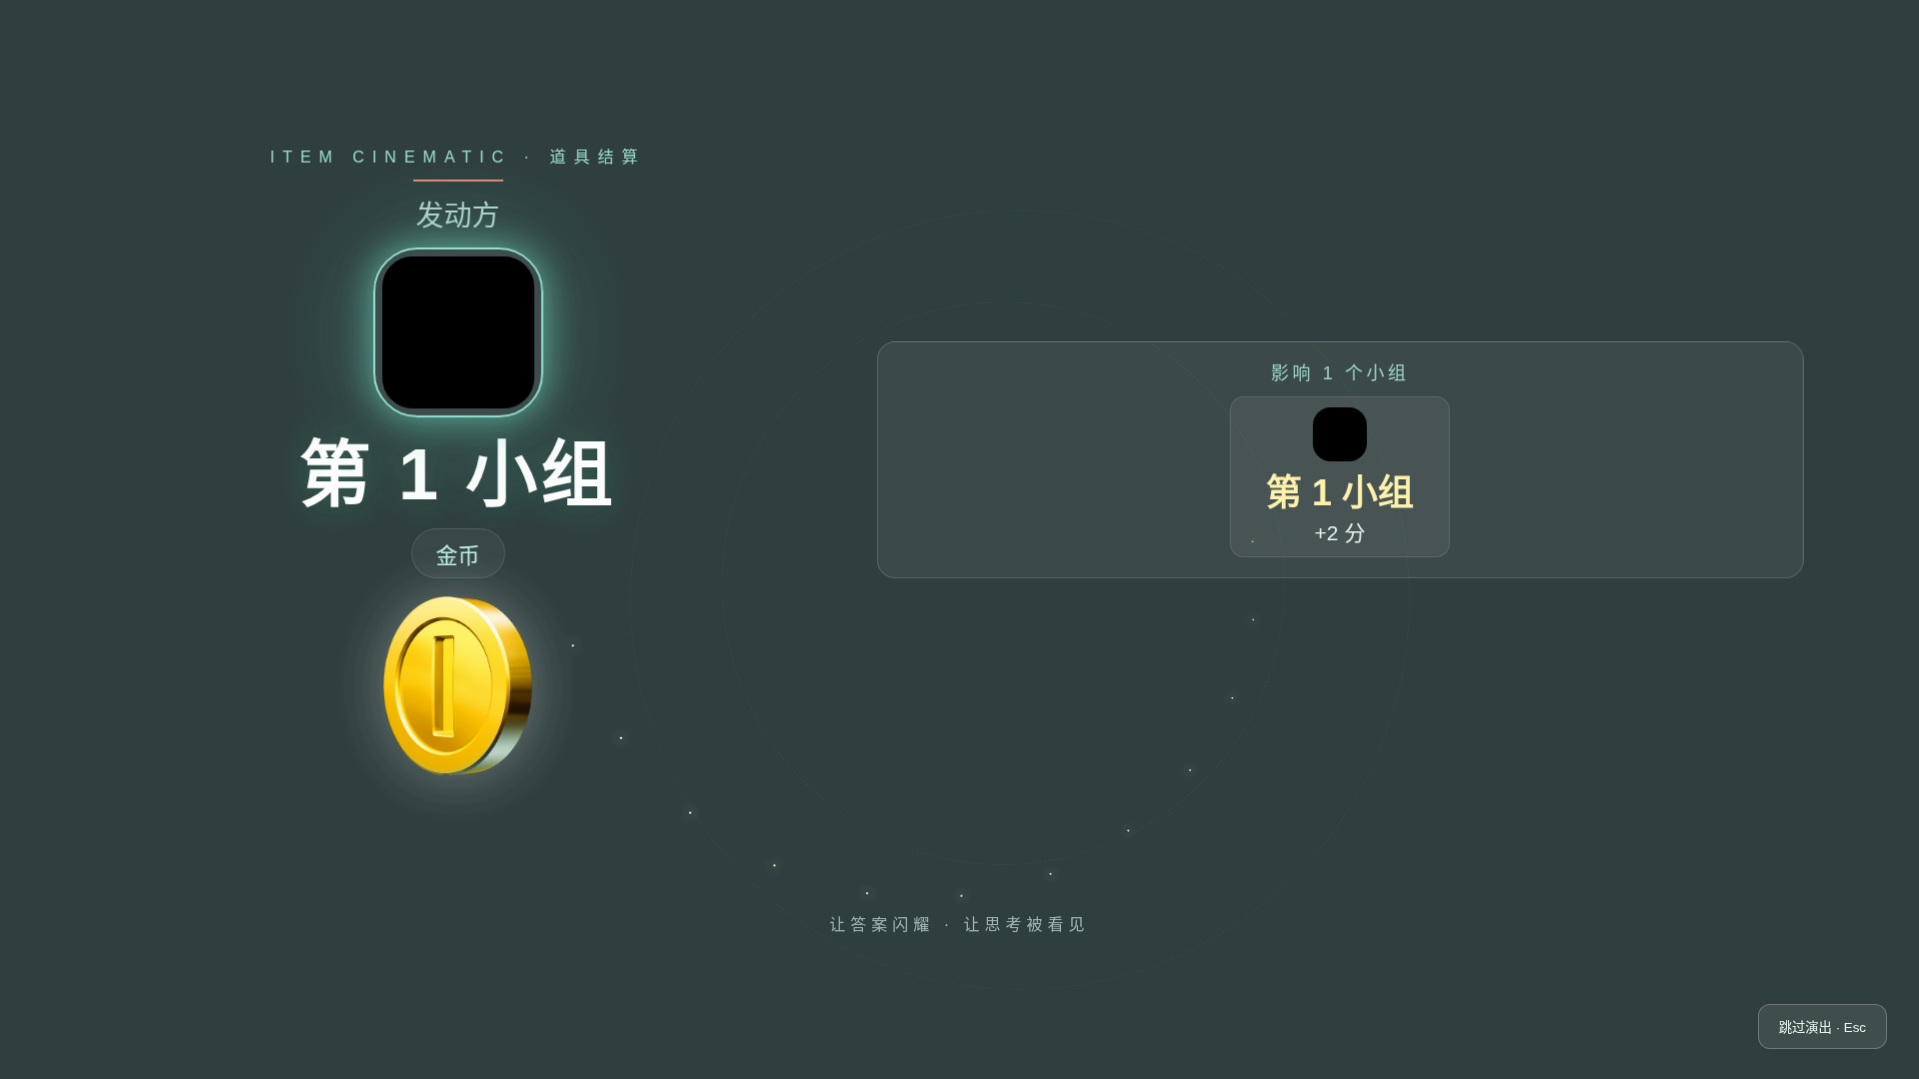 ITEM CINEMATIC · 道具结算
发动方
第 1 小组
金币
影响 1 个小组
第 1 小组
+2 分
让答案闪耀 · 让思考被看见
跳过演出 · Esc